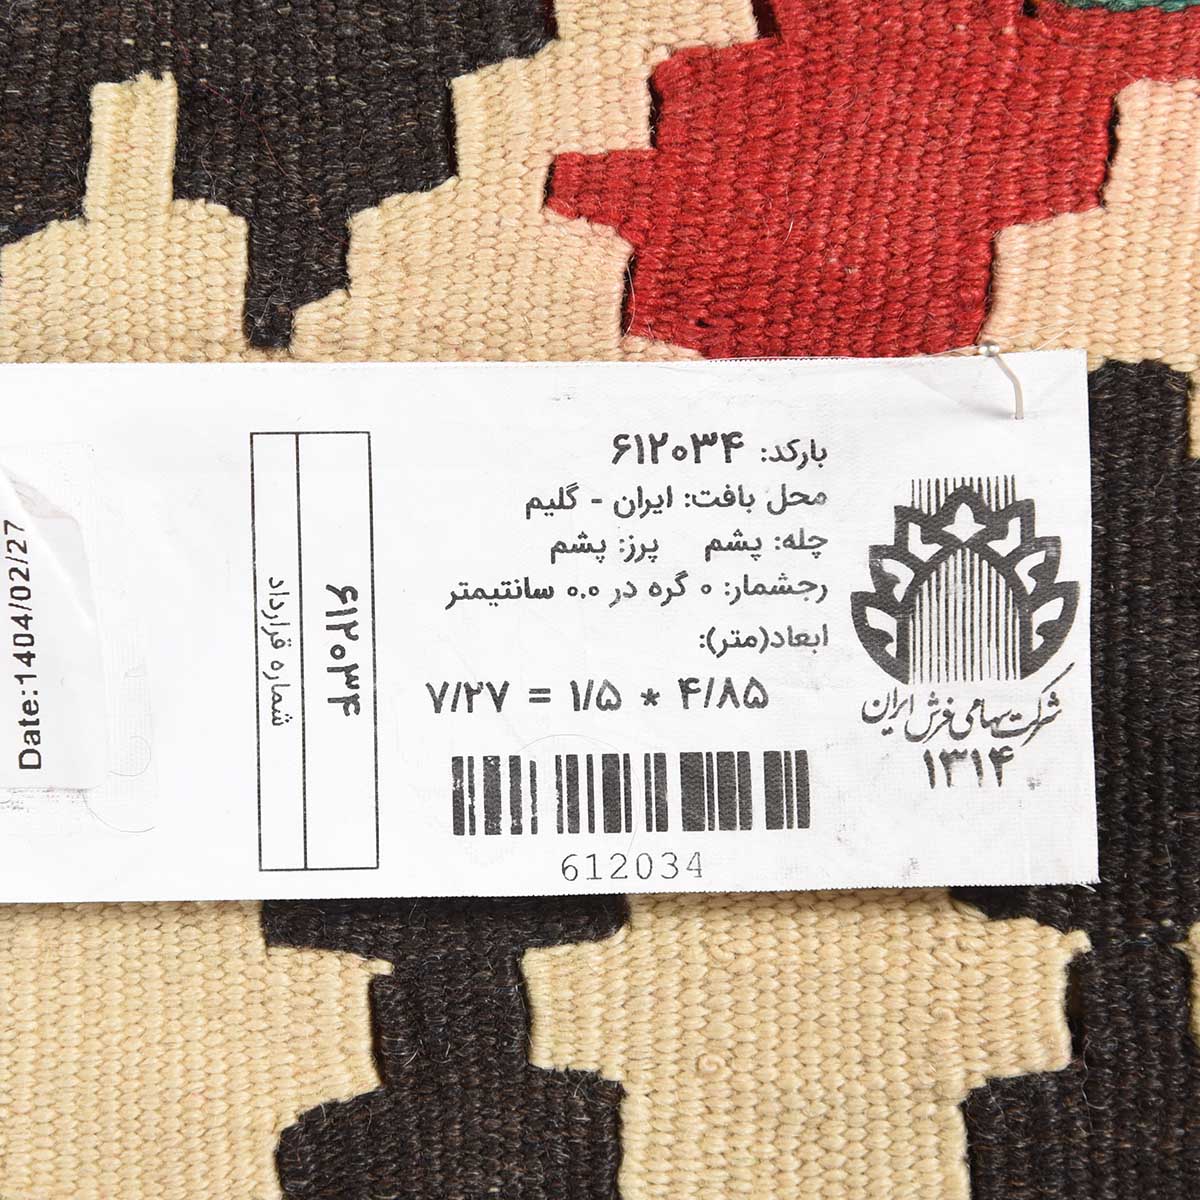 بارکد: ۶۱۲۰۳۴
محل بافت: ایران - گلیم
چله: پشم    پرز: پشم
رجشمار: ۰ گره در ۰.۰ سانتیمتر
ابعاد(متر):
۷/۲۷ = ۱/۵ * ۴/۸۵
612034
شرکت سهامی فرش ایران
۱۳۱۴
۶۱۲۰۳۴
شماره قرارداد
Date:1404/02/27